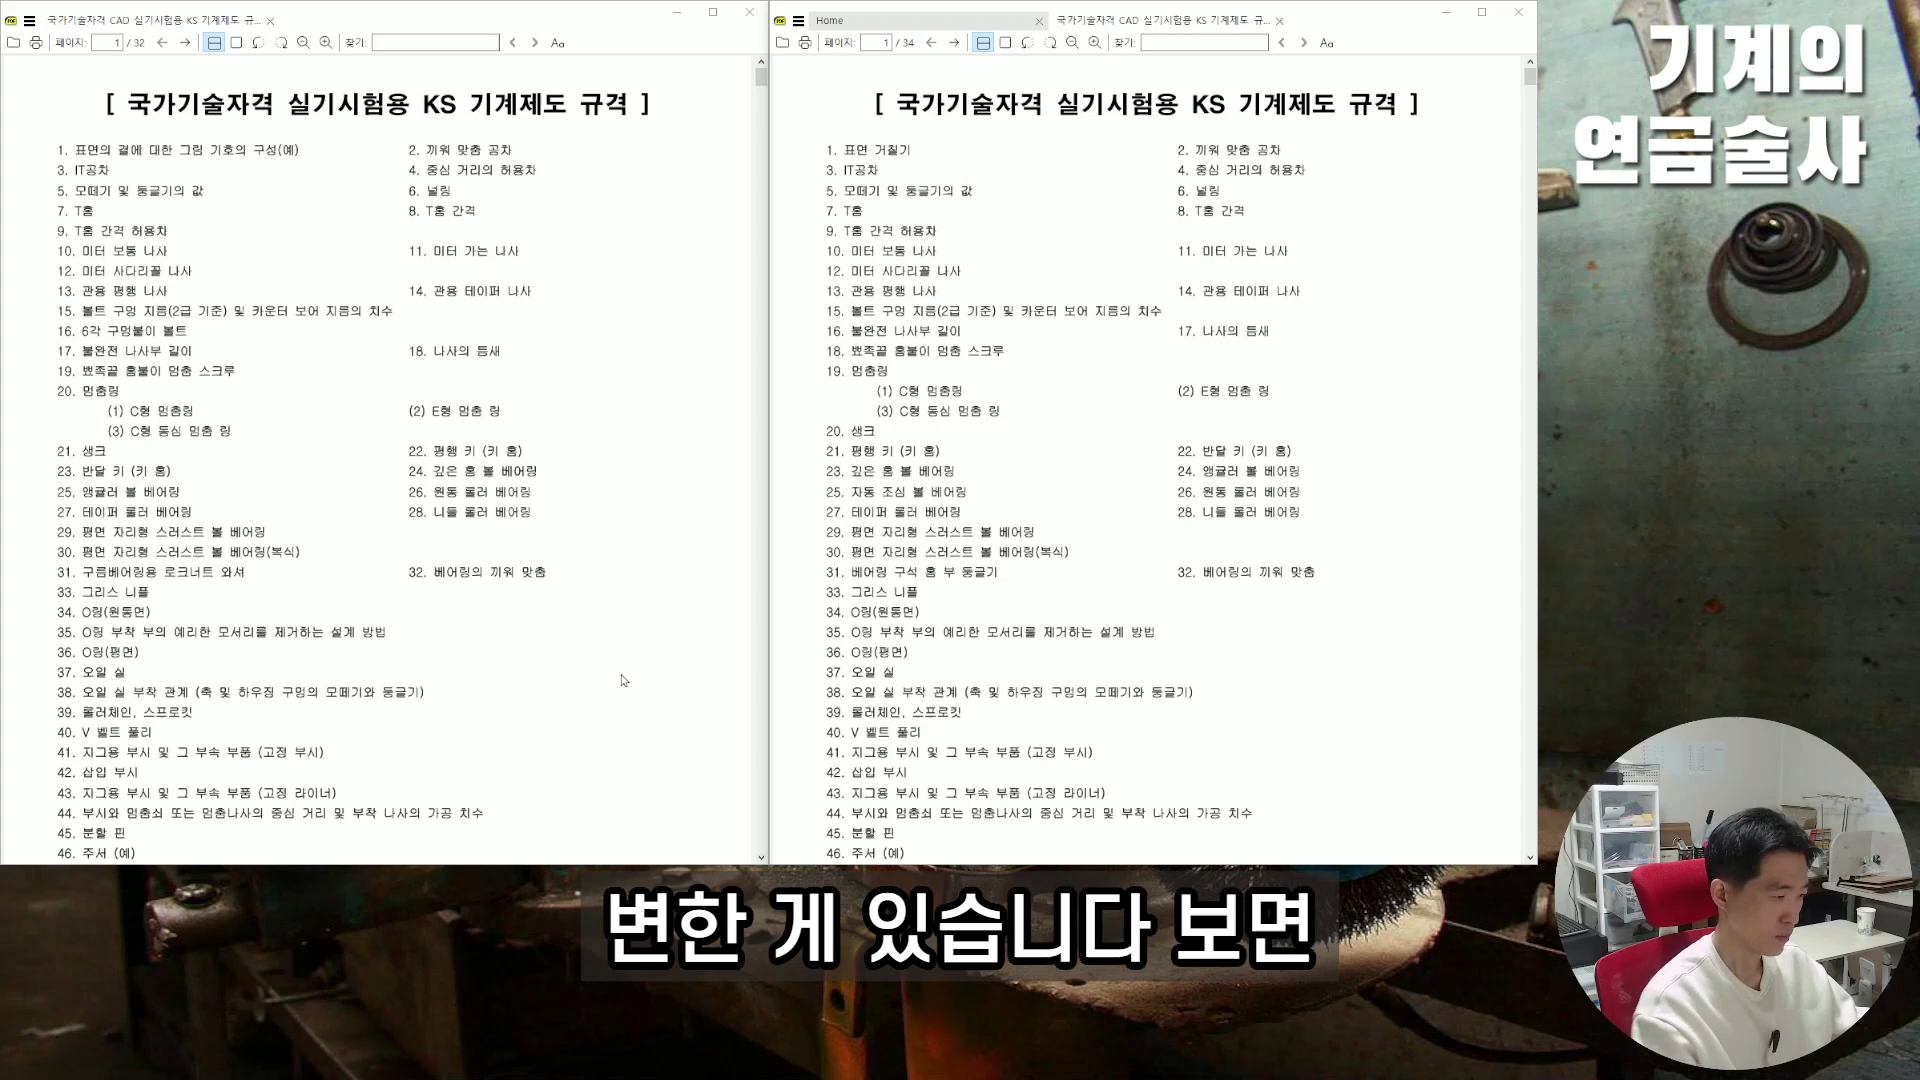 국가기술자격 CAD 실기시험용 KS 기계제도 규...
페이지: 1 / 32 찾기: Aa
[ 국가기술자격 실기시험용 KS 기계제도 규격 ]
1. 표면의 결에 대한 그림 기호의 구성(예) 2. 끼워 맞춤 공차
3. IT공차 4. 중심 거리의 허용차
5. 모떼기 및 둥글기의 값 6. 널링
7. T홈 8. T홈 간격
9. T홈 간격 허용차
10. 미터 보통 나사 11. 미터 가는 나사
12. 미터 사다리꼴 나사
13. 관용 평행 나사 14. 관용 테이퍼 나사
15. 볼트 구멍 지름(2급 기준) 및 카운터 보어 지름의 치수
16. 6각 구멍붙이 볼트
17. 불완전 나사부 길이 18. 나사의 틈새
19. 뾰족끝 홈붙이 멈춤 스크루
20. 멈춤링
(1) C형 멈춤링 (2) E형 멈춤 링
(3) C형 동심 멈춤 링
21. 생크 22. 평행 키 (키 홈)
23. 반달 키 (키 홈) 24. 깊은 홈 볼 베어링
25. 앵귤러 볼 베어링 26. 원통 롤러 베어링
27. 테이퍼 롤러 베어링 28. 니들 롤러 베어링
29. 평면 자리형 스러스트 볼 베어링
30. 평면 자리형 스러스트 볼 베어링(복식)
31. 구름베어링용 로크너트 와셔 32. 베어링의 끼워 맞춤
33. 그리스 니플
34. O링(원통면)
35. O링 부착 부의 예리한 모서리를 제거하는 설계 방법
36. O링(평면)
37. 오일 실
38. 오일 실 부착 관계 (축 및 하우징 구멍의 모떼기와 둥글기)
39. 롤러체인, 스프로킷
40. V 벨트 풀리
41. 지그용 부시 및 그 부속 부품 (고정 부시)
42. 삽입 부시
43. 지그용 부시 및 그 부속 부품 (고정 라이너)
44. 부시와 멈춤쇠 또는 멈춤나사의 중심 거리 및 부착 나사의 가공 치수
45. 분할 핀
46. 주서 (예)
Home 국가기술자격 CAD 실기시험용 KS 기계제도 규...
페이지: 1 / 34 찾기: Aa
[ 국가기술자격 실기시험용 KS 기계제도 규격 ]
1. 표면 거칠기 2. 끼워 맞춤 공차
3. IT공차 4. 중심 거리의 허용차
5. 모떼기 및 둥글기의 값 6. 널링
7. T홈 8. T홈 간격
9. T홈 간격 허용차
10. 미터 보통 나사 11. 미터 가는 나사
12. 미터 사다리꼴 나사
13. 관용 평행 나사 14. 관용 테이퍼 나사
15. 볼트 구멍 지름(2급 기준) 및 카운터 보어 지름의 치수
16. 불완전 나사부 길이 17. 나사의 틈새
18. 뾰족끝 홈붙이 멈춤 스크루
19. 멈춤링
(1) C형 멈춤링 (2) E형 멈춤 링
(3) C형 동심 멈춤 링
20. 생크
21. 평행 키 (키 홈) 22. 반달 키 (키 홈)
23. 깊은 홈 볼 베어링 24. 앵귤러 볼 베어링
25. 자동 조심 볼 베어링 26. 원통 롤러 베어링
27. 테이퍼 롤러 베어링 28. 니들 롤러 베어링
29. 평면 자리형 스러스트 볼 베어링
30. 평면 자리형 스러스트 볼 베어링(복식)
31. 베어링 구석 홈 부 둥글기 32. 베어링의 끼워 맞춤
33. 그리스 니플
34. O링(원통면)
35. O링 부착 부의 예리한 모서리를 제거하는 설계 방법
36. O링(평면)
37. 오일 실
38. 오일 실 부착 관계 (축 및 하우징 구멍의 모떼기와 둥글기)
39. 롤러체인, 스프로킷
40. V 벨트 풀리
41. 지그용 부시 및 그 부속 부품 (고정 부시)
42. 삽입 부시
43. 지그용 부시 및 그 부속 부품 (고정 라이너)
44. 부시와 멈춤쇠 또는 멈춤나사의 중심 거리 및 부착 나사의 가공 치수
45. 분할 핀
46. 주서 (예)
기계의
연금술사
변한 게 있습니다 보면